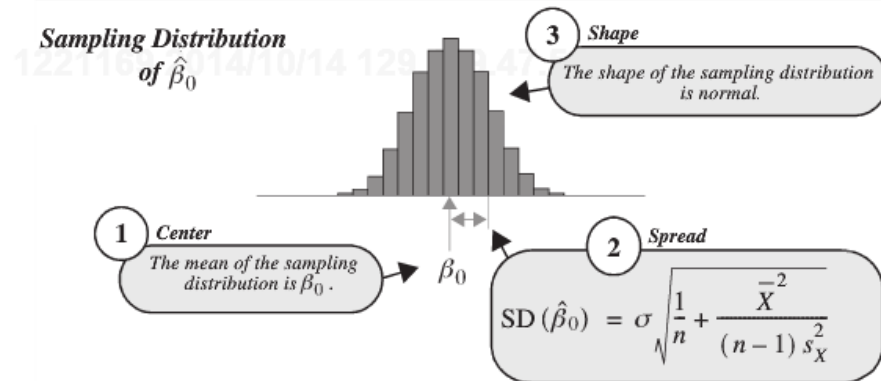 Sampling Distribution
of β̂₀
3 Shape
The shape of the sampling distribution
is normal.
1 Center
The mean of the sampling
distribution is β₀ .
β₀
2 Spread
SD (β̂₀) = σ√(1/n + X̄²/((n − 1) s²_X))